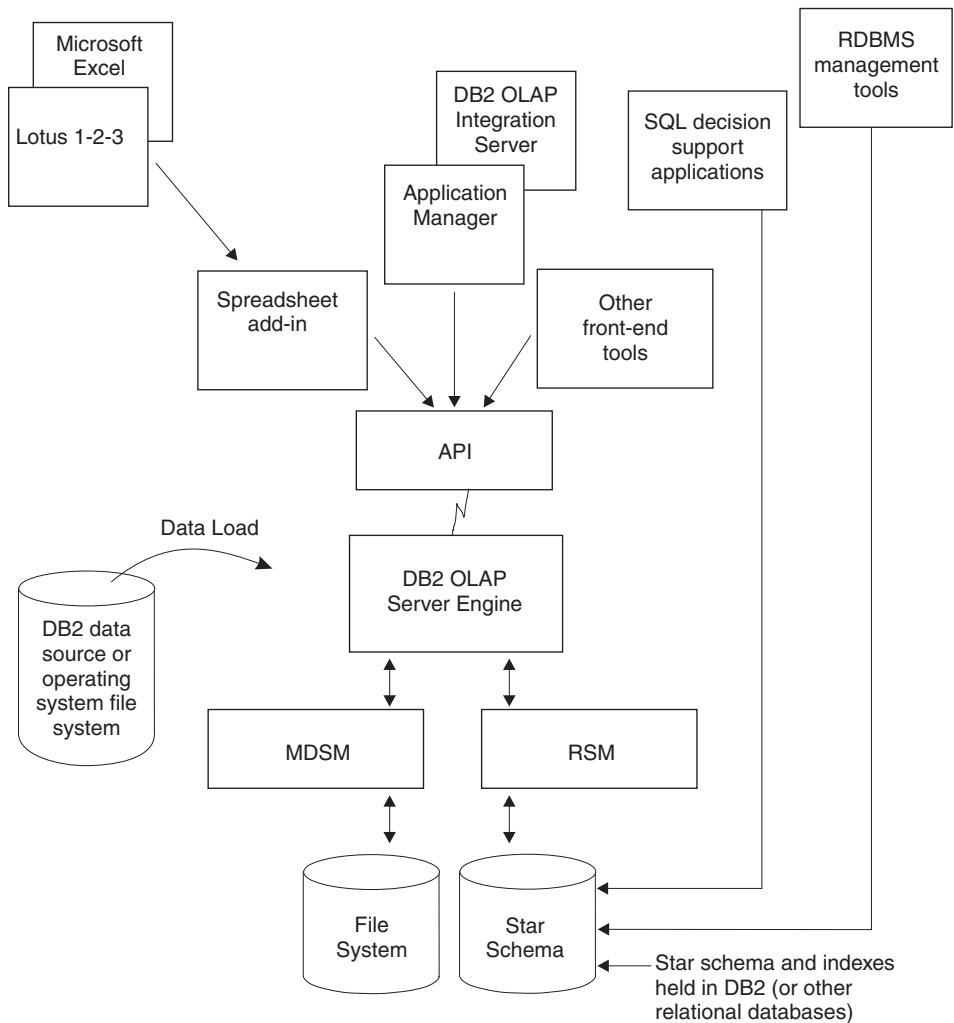 Microsoft
Excel
Lotus 1-2-3
DB2 OLAP
Integration
Server
Application
Manager
SQL decision
support
applications
RDBMS
management
tools
Spreadsheet
add-in
Other
front-end
tools
API
Data Load
DB2 OLAP
Server Engine
DB2 data
source or
operating
system file
system
MDSM
RSM
File
System
Star
Schema
Star schema and indexes
held in DB2 (or other
relational databases)